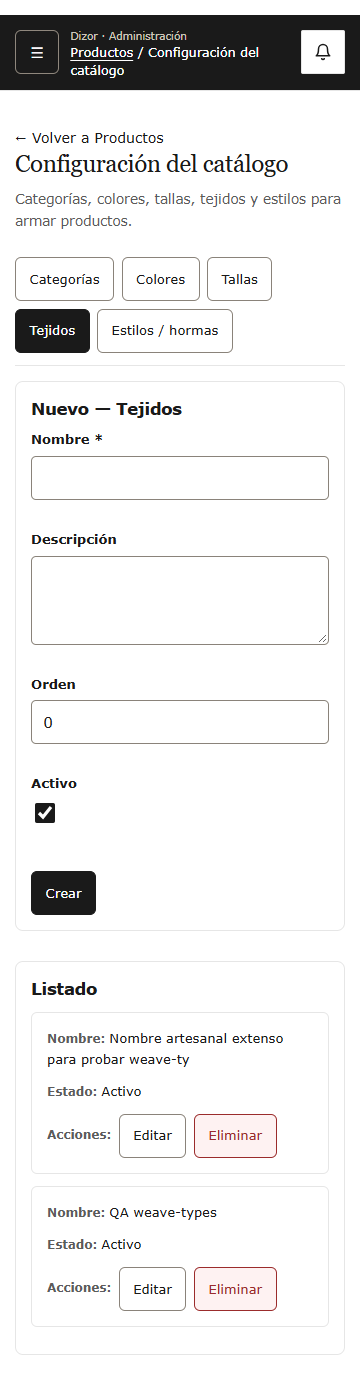 ☰
Dizor · Administración
Productos / Configuración del
catálogo
← Volver a Productos
Configuración del catálogo
Categorías, colores, tallas, tejidos y estilos para
armar productos.
Categorías
Colores
Tallas
Tejidos
Estilos / hormas
Nuevo — Tejidos
Nombre *
Descripción
Orden
0
Activo
Crear
Listado
Nombre: Nombre artesanal extenso
para probar weave-ty
Estado: Activo
Acciones: Editar Eliminar
Nombre: QA weave-types
Estado: Activo
Acciones: Editar Eliminar